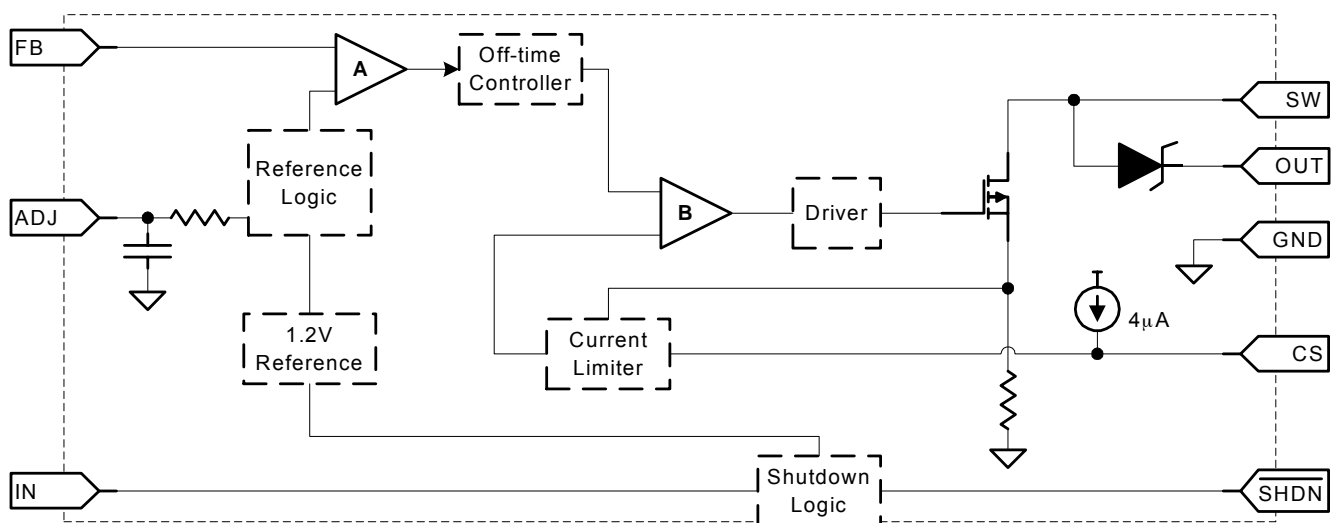 FB
A
Off-time
Controller
SW
Reference
Logic
OUT
ADJ
B
Driver
GND
1.2V
Reference
Current
Limiter
4μA
CS
IN
Shutdown
Logic
SHDN